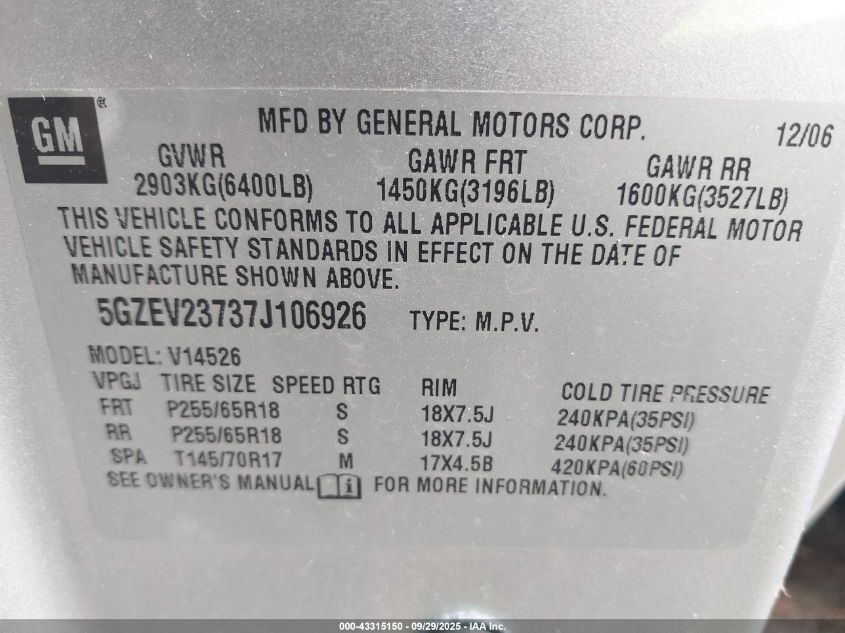 GM ®
MFD BY GENERAL MOTORS CORP. 12/06
GVWR GAWR FRT GAWR RR
2903KG(6400LB) 1450KG(3196LB) 1600KG(3527LB)
THIS VEHICLE CONFORMS TO ALL APPLICABLE U.S. FEDERAL MOTOR
VEHICLE SAFETY STANDARDS IN EFFECT ON THE DATE OF
MANUFACTURE SHOWN ABOVE.
5GZEV23737J106926 TYPE: M.P.V.
MODEL: V14526
VPGJ TIRE SIZE SPEED RTG RIM COLD TIRE PRESSURE
FRT P255/65R18 S 18X7.5J 240KPA(35PSI)
RR P255/65R18 S 18X7.5J 240KPA(35PSI)
SPA T145/70R17 M 17X4.5B 420KPA(60PSI)
SEE OWNER'S MANUAL i FOR MORE INFORMATION.
000-43315150 - 09/29/2025 - IAA Inc.